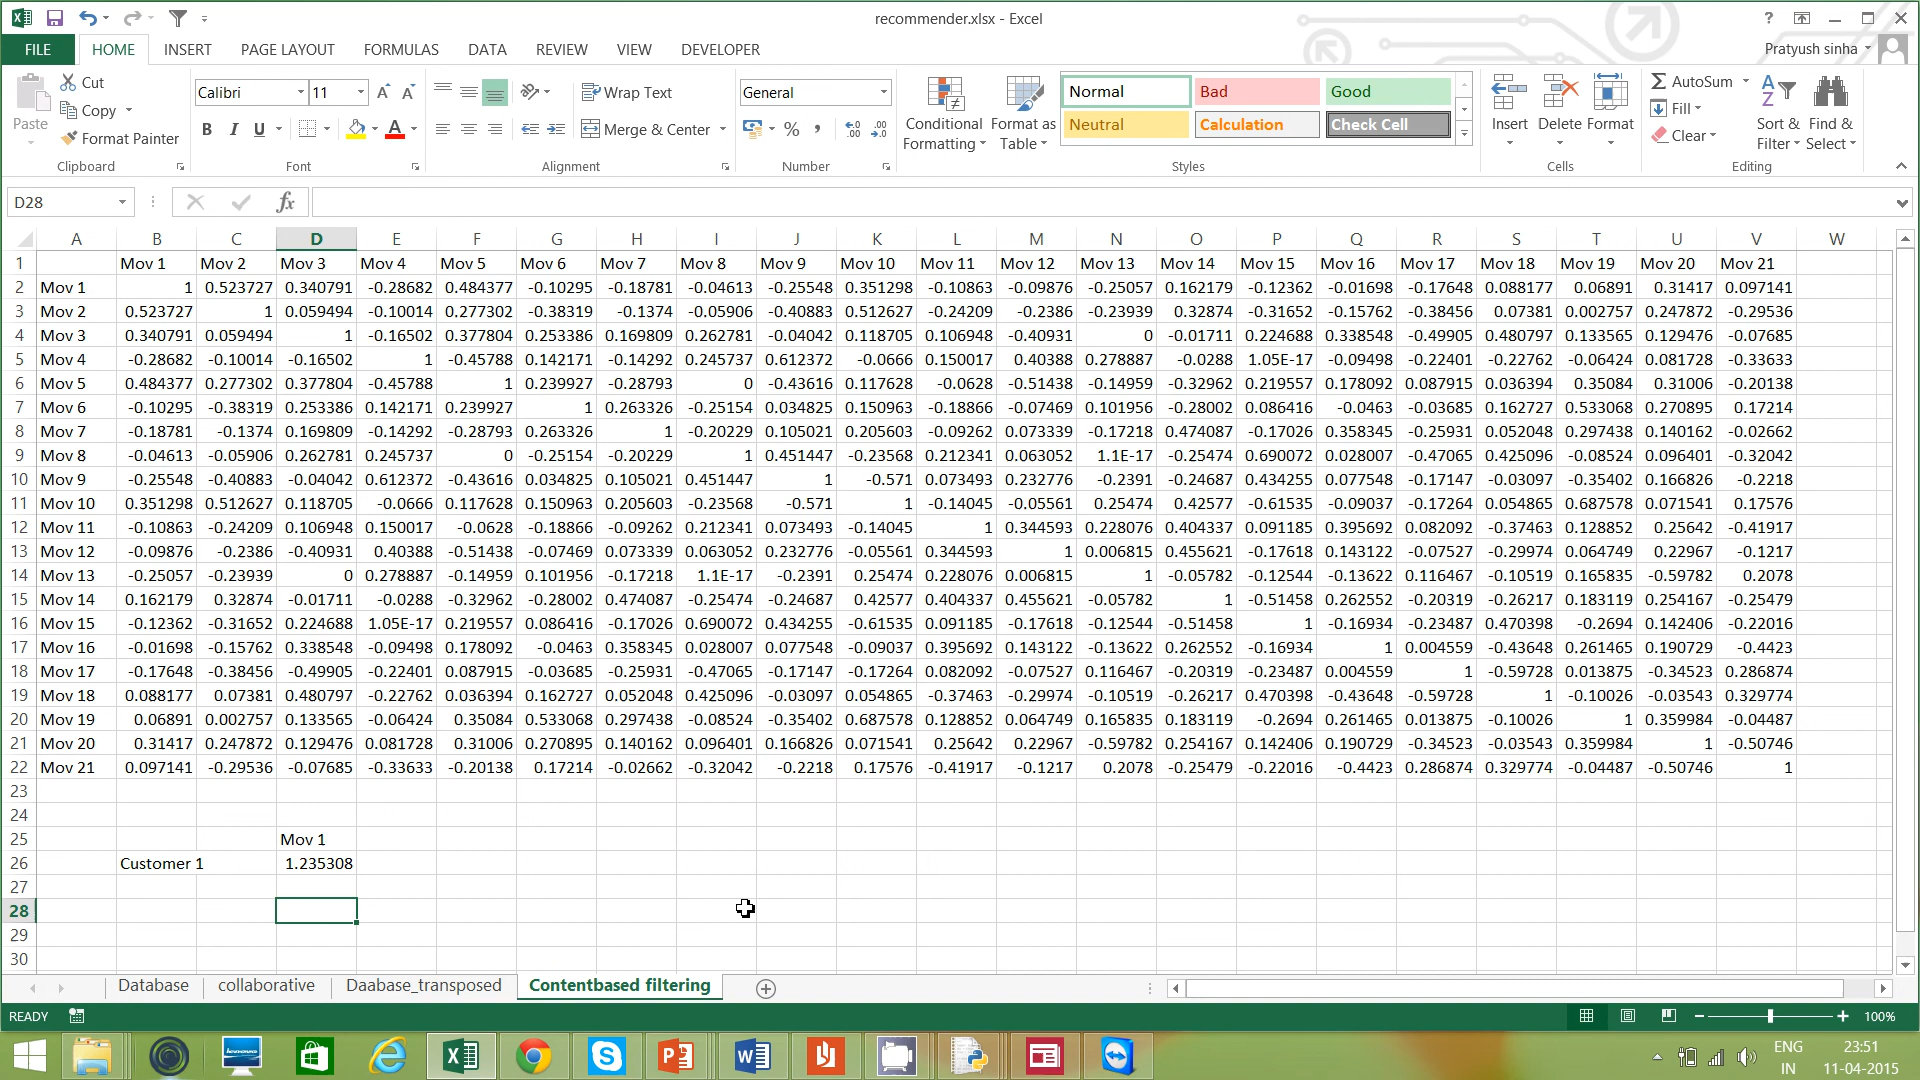 recommender.xlsx - Excel
FILE HOME INSERT PAGE LAYOUT FORMULAS DATA REVIEW VIEW DEVELOPER Pratyush sinha
Paste Cut Copy Format Painter Clipboard
Calibri 11 B I U Font
Wrap Text Merge & Center Alignment
General % Number
Conditional Formatting Format as Table
Normal Bad Good Neutral Calculation Check Cell Styles
Insert Delete Format Cells
AutoSum Fill Clear Sort & Filter Find & Select Editing
D28 fx
A B C D E F G H I J K L M N O P Q R S T U V W
1 Mov 1 Mov 2 Mov 3 Mov 4 Mov 5 Mov 6 Mov 7 Mov 8 Mov 9 Mov 10 Mov 11 Mov 12 Mov 13 Mov 14 Mov 15 Mov 16 Mov 17 Mov 18 Mov 19 Mov 20 Mov 21
2 Mov 1 1 0.523727 0.340791 -0.28682 0.484377 -0.10295 -0.18781 -0.04613 -0.25548 0.351298 -0.10863 -0.09876 -0.25057 0.162179 -0.12362 -0.01698 -0.17648 0.088177 0.06891 0.31417 0.097141
3 Mov 2 0.523727 1 0.059494 -0.10014 0.277302 -0.38319 -0.1374 -0.05906 -0.40883 0.512627 -0.24209 -0.2386 -0.23939 0.32874 -0.31652 -0.15762 -0.38456 0.07381 0.002757 0.247872 -0.29536
4 Mov 3 0.340791 0.059494 1 -0.16502 0.377804 0.253386 0.169809 0.262781 -0.04042 0.118705 0.106948 -0.40931 0 -0.01711 0.224688 0.338548 -0.49905 0.480797 0.133565 0.129476 -0.07685
5 Mov 4 -0.28682 -0.10014 -0.16502 1 -0.45788 0.142171 -0.14292 0.245737 0.612372 -0.0666 0.150017 0.40388 0.278887 -0.0288 1.05E-17 -0.09498 -0.22401 -0.22762 -0.06424 0.081728 -0.33633
6 Mov 5 0.484377 0.277302 0.377804 -0.45788 1 0.239927 -0.28793 0 -0.43616 0.117628 -0.0628 -0.51438 -0.14959 -0.32962 0.219557 0.178092 0.087915 0.036394 0.35084 0.31006 -0.20138
7 Mov 6 -0.10295 -0.38319 0.253386 0.142171 0.239927 1 0.263326 -0.25154 0.034825 0.150963 -0.18866 -0.07469 0.101956 -0.28002 0.086416 -0.0463 -0.03685 0.162727 0.533068 0.270895 0.17214
8 Mov 7 -0.18781 -0.1374 0.169809 -0.14292 -0.28793 0.263326 1 -0.20229 0.105021 0.205603 -0.09262 0.073339 -0.17218 0.474087 -0.17026 0.358345 -0.25931 0.052048 0.297438 0.140162 -0.02662
9 Mov 8 -0.04613 -0.05906 0.262781 0.245737 0 -0.25154 -0.20229 1 0.451447 -0.23568 0.212341 0.063052 1.1E-17 -0.25474 0.690072 0.028007 -0.47065 0.425096 -0.08524 0.096401 -0.32042
10 Mov 9 -0.25548 -0.40883 -0.04042 0.612372 -0.43616 0.034825 0.105021 0.451447 1 -0.571 0.073493 0.232776 -0.2391 -0.24687 0.434255 0.077548 -0.17147 -0.03097 -0.35402 0.166826 -0.2218
11 Mov 10 0.351298 0.512627 0.118705 -0.0666 0.117628 0.150963 0.205603 -0.23568 -0.571 1 -0.14045 -0.05561 0.25474 0.42577 -0.61535 -0.09037 -0.17264 0.054865 0.687578 0.071541 0.17576
12 Mov 11 -0.10863 -0.24209 0.106948 0.150017 -0.0628 -0.18866 -0.09262 0.212341 0.073493 -0.14045 1 0.344593 0.228076 0.404337 0.091185 0.395692 0.082092 -0.37463 0.128852 0.25642 -0.41917
13 Mov 12 -0.09876 -0.2386 -0.40931 0.40388 -0.51438 -0.07469 0.073339 0.063052 0.232776 -0.05561 0.344593 1 0.006815 0.455621 -0.17618 0.143122 -0.07527 -0.29974 0.064749 0.22967 -0.1217
14 Mov 13 -0.25057 -0.23939 0 0.278887 -0.14959 0.101956 -0.17218 1.1E-17 -0.2391 0.25474 0.228076 0.006815 1 -0.05782 -0.12544 -0.13622 0.116467 -0.10519 0.165835 -0.59782 0.2078
15 Mov 14 0.162179 0.32874 -0.01711 -0.0288 -0.32962 -0.28002 0.474087 -0.25474 -0.24687 0.42577 0.404337 0.455621 -0.05782 1 -0.51458 0.262552 -0.20319 -0.26217 0.183119 0.254167 -0.25479
16 Mov 15 -0.12362 -0.31652 0.224688 1.05E-17 0.219557 0.086416 -0.17026 0.690072 0.434255 -0.61535 0.091185 -0.17618 -0.12544 -0.51458 1 -0.16934 -0.23487 0.470398 -0.2694 0.142406 -0.22016
17 Mov 16 -0.01698 -0.15762 0.338548 -0.09498 0.178092 -0.0463 0.358345 0.028007 0.077548 -0.09037 0.395692 0.143122 -0.13622 0.262552 -0.16934 1 0.004559 -0.43648 0.261465 0.190729 -0.4423
18 Mov 17 -0.17648 -0.38456 -0.49905 -0.22401 0.087915 -0.03685 -0.25931 -0.47065 -0.17147 -0.17264 0.082092 -0.07527 0.116467 -0.20319 -0.23487 0.004559 1 -0.59728 0.013875 -0.34523 0.286874
19 Mov 18 0.088177 0.07381 0.480797 -0.22762 0.036394 0.162727 0.052048 0.425096 -0.03097 0.054865 -0.37463 -0.29974 -0.10519 -0.26217 0.470398 -0.43648 -0.59728 1 -0.10026 -0.03543 0.329774
20 Mov 19 0.06891 0.002757 0.133565 -0.06424 0.35084 0.533068 0.297438 -0.08524 -0.35402 0.687578 0.128852 0.064749 0.165835 0.183119 -0.2694 0.261465 0.013875 -0.10026 1 0.359984 -0.04487
21 Mov 20 0.31417 0.247872 0.129476 0.081728 0.31006 0.270895 0.140162 0.096401 0.166826 0.071541 0.25642 0.22967 -0.59782 0.254167 0.142406 0.190729 -0.34523 -0.03543 0.359984 1 -0.50746
22 Mov 21 0.097141 -0.29536 -0.07685 -0.33633 -0.20138 0.17214 -0.02662 -0.32042 -0.2218 0.17576 -0.41917 -0.1217 0.2078 -0.25479 -0.22016 -0.4423 0.286874 0.329774 -0.04487 -0.50746 1
23
24
25 Mov 1
26 Customer 1 1.235308
27
28
29
30
Database collaborative Daabase_transposed Contentbased filtering
READY 100%
ENG 23:51
IN 11-04-2015